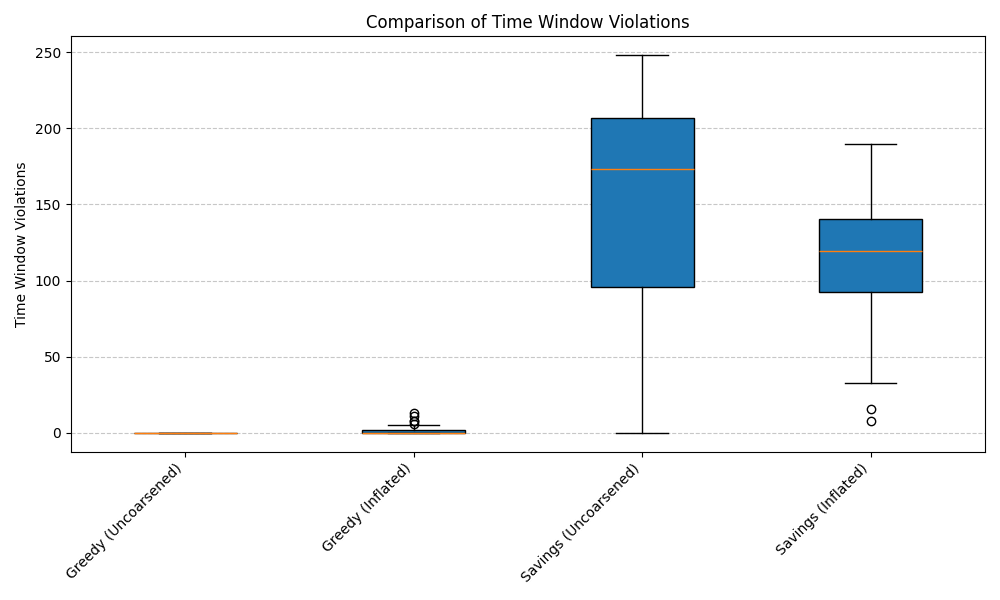 Comparison of Time Window Violations
Time Window Violations
250
200
150
100
50
0
Greedy (Uncoarsened)
Greedy (Inflated)
Savings (Uncoarsened)
Savings (Inflated)